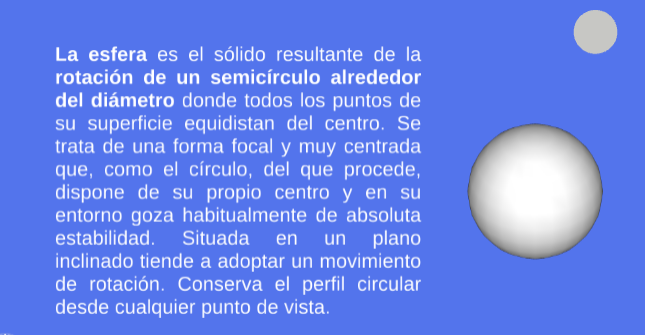 La esfera es el sólido resultante de la
rotación de un semicírculo alrededor
del diámetro donde todos los puntos de
su superficie equidistan del centro. Se
trata de una forma focal y muy centrada
que, como el círculo, del que procede,
dispone de su propio centro y en su
entorno goza habitualmente de absoluta
estabilidad. Situada en un plano
inclinado tiende a adoptar un movimiento
de rotación. Conserva el perfil circular
desde cualquier punto de vista.